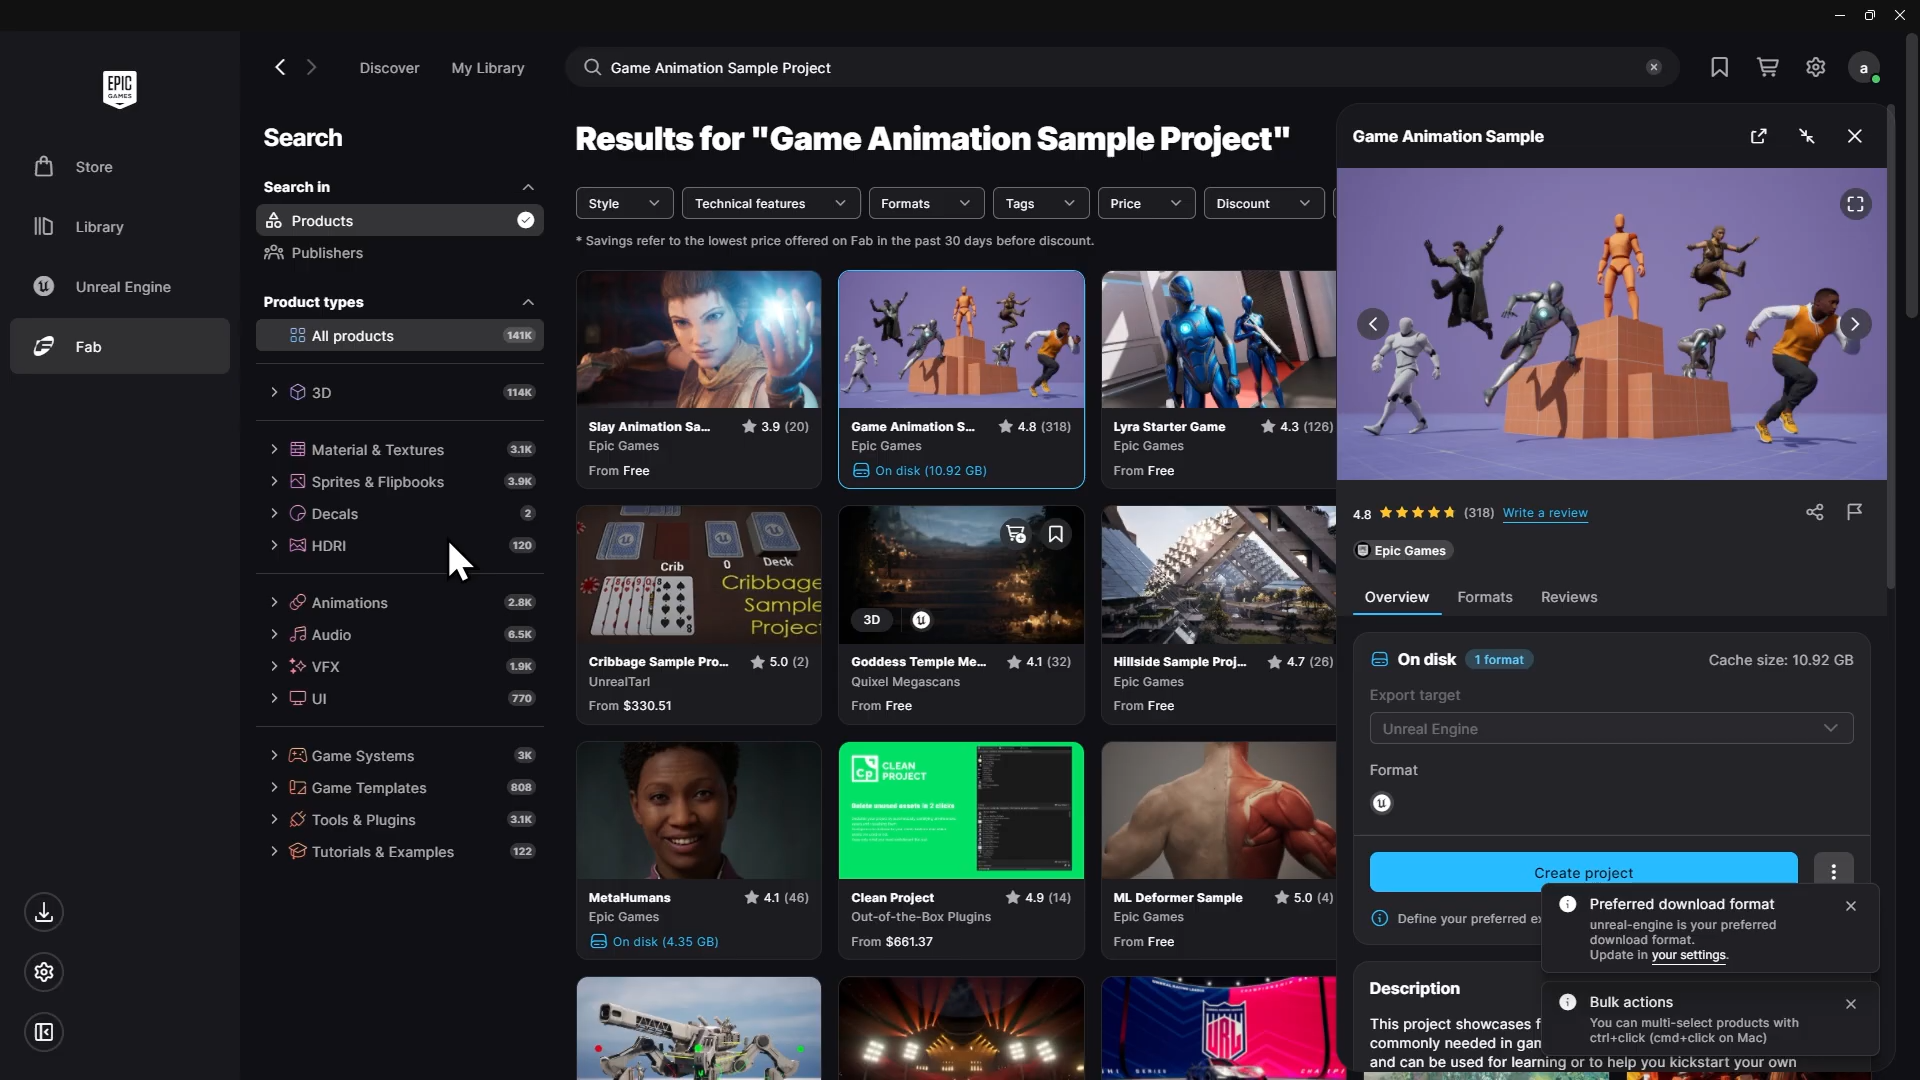 EPIC
GAMES
Store
Library
Unreal Engine
Fab
Discover
My Library
Game Animation Sample Project
a
Search
Search in
Products
Publishers
Product types
All products 141K
3D 114K
Material & Textures 3.1K
Sprites & Flipbooks 3.9K
Decals 2
HDRI 120
Animations 2.8K
Audio 6.5K
VFX 1.9K
UI 770
Game Systems 3K
Game Templates 808
Tools & Plugins 3.1K
Tutorials & Examples 122
Results for "Game Animation Sample Project"
Style
Technical features
Formats
Tags
Price
Discount
* Savings refer to the lowest price offered on Fab in the past 30 days before discount.
Slay Animation Sa... 3.9 (20)
Epic Games
From Free
Game Animation S... 4.8 (318)
Epic Games
On disk (10.92 GB)
Lyra Starter Game 4.3 (126)
Epic Games
From Free
Crib
0
Deck
Cribbage
Sample
Project
Cribbage Sample Pro... 5.0 (2)
UnrealTarl
From $330.51
3D
Goddess Temple Me... 4.1 (32)
Quixel Megascans
From Free
Hillside Sample Proj... 4.7 (26)
Epic Games
From Free
MetaHumans 4.1 (46)
Epic Games
On disk (4.35 GB)
Cp
CLEAN
PROJECT
Delete unused assets in 2 clicks
Clean Project 4.9 (14)
Out-of-the-Box Plugins
From $661.37
ML Deformer Sample 5.0 (4)
Epic Games
From Free
Game Animation Sample
4.8 (318) Write a review
Epic Games
Overview
Formats
Reviews
On disk 1 format Cache size: 10.92 GB
Export target
Unreal Engine
Format
Create project
Define your preferred ex
Preferred download format
unreal-engine is your preferred
download format.
Update in your settings.
Description
This project showcases f
commonly needed in gan
and can be used for learning or to help you kickstart your own
Bulk actions
You can multi-select products with
ctrl+click (cmd+click on Mac)